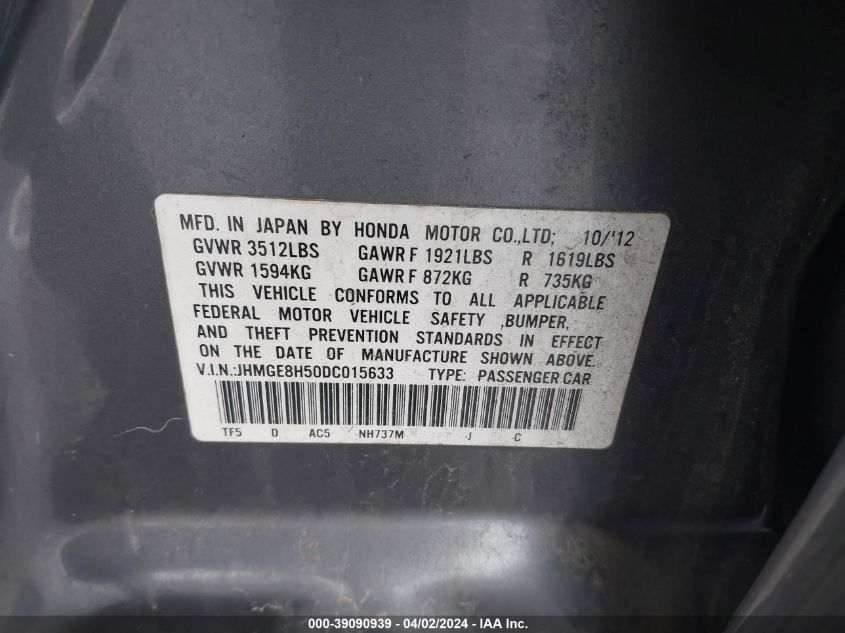 MFD. IN JAPAN BY HONDA MOTOR CO.,LTD; 10/'12
GVWR 3512LBS GAWR F 1921LBS R 1619LBS
GVWR 1594KG GAWR F 872KG R 735KG
THIS VEHICLE CONFORMS TO ALL APPLICABLE
FEDERAL MOTOR VEHICLE SAFETY ,BUMPER,
AND THEFT PREVENTION STANDARDS IN EFFECT
ON THE DATE OF MANUFACTURE SHOWN ABOVE.
V.I.N.:JHMGE8H50DC015633 TYPE: PASSENGER CAR
TF5 D AC5 -NH737M -J -C
000-39090939 - 04/02/2024 - IAA Inc.